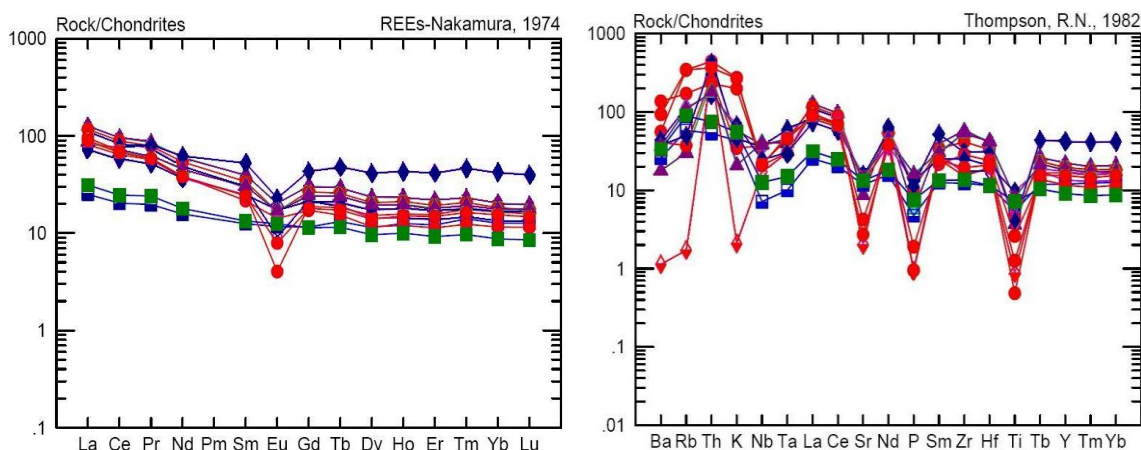 Rock/Chondrites REEs-Nakamura, 1974
1000
100
10
1
.1
La Ce Pr Nd Pm Sm Eu Gd Tb Dy Ho Er Tm Yb Lu
Rock/Chondrites Thompson, R.N., 1982
1000
100
10
1
.1
.01
Ba Rb Th K Nb Ta La Ce Sr Nd P Sm Zr Hf Ti Tb Y Tm Yb